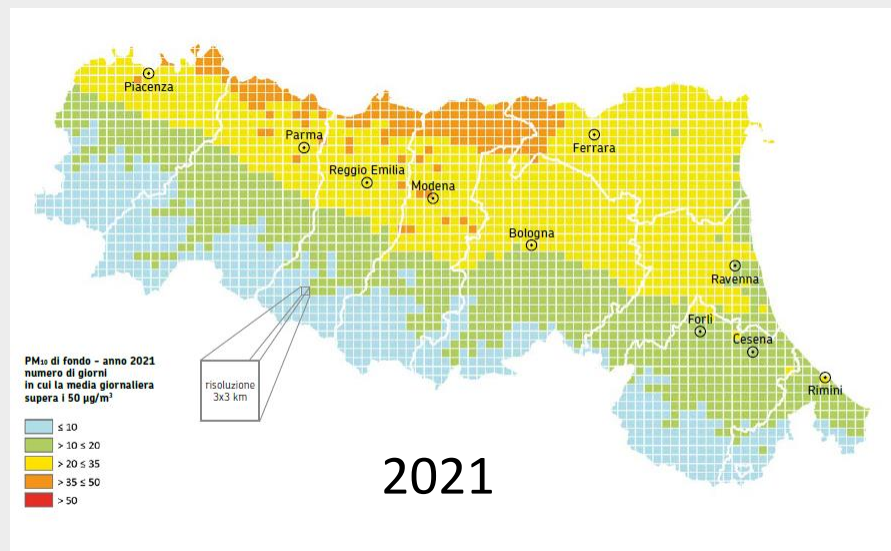 Piacenza
Parma
Reggio Emilia
Modena
Ferrara
Bologna
Ravenna
Forlì
Cesena
Rimini
PM₁₀ di fondo - anno 2021
numero di giorni
in cui la media giornaliera
supera i 50 µg/m³
≤ 10
> 10 ≤ 20
> 20 ≤ 35
> 35 ≤ 50
> 50
risoluzione
3x3 km
2021